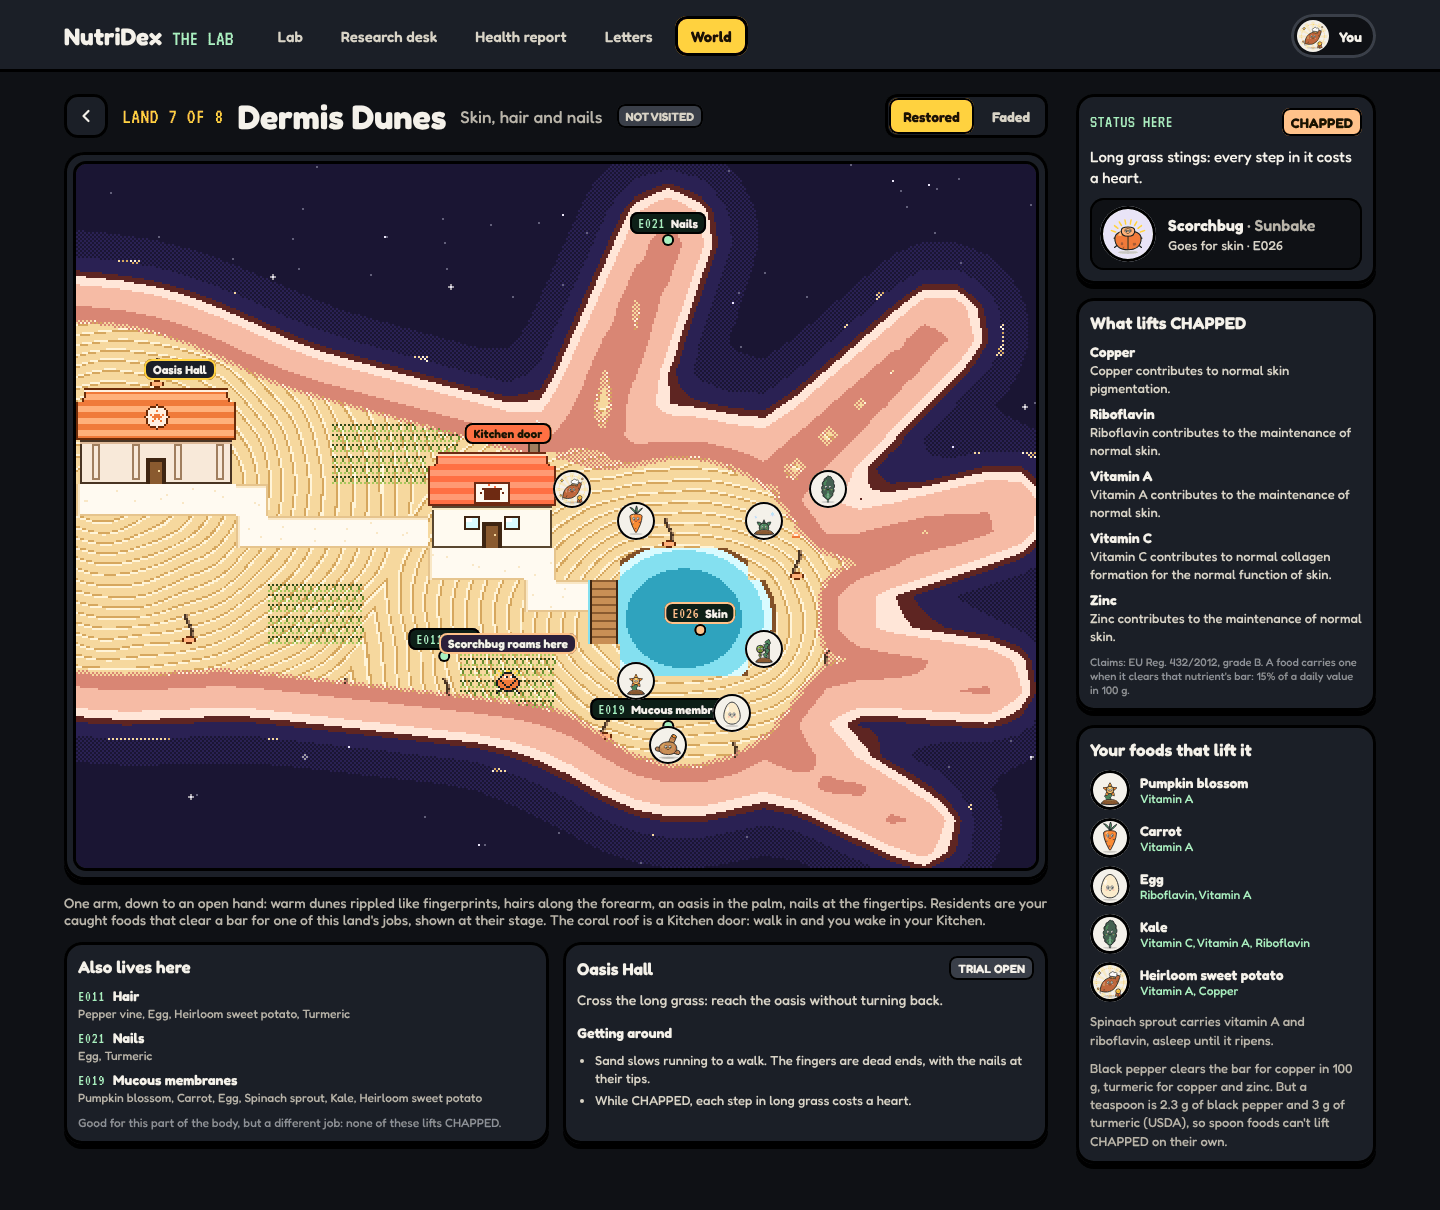 NutriDex THE LAB Lab Research desk Health report Letters World You
LAND 7 OF 8 Dermis Dunes Skin, hair and nails NOT VISITED Restored Faded
E021 Nails
Oasis Hall
Kitchen door
E026 Skin
E011
Scorchbug roams here
E019 Mucous membr
One arm, down to an open hand: warm dunes rippled like fingerprints, hairs along the forearm, an oasis in the palm, nails at the fingertips. Residents are your
caught foods that clear a bar for one of this land's jobs, shown at their stage. The coral roof is a Kitchen door: walk in and you wake in your Kitchen.
Also lives here
E011 Hair
Pepper vine, Egg, Heirloom sweet potato, Turmeric
E021 Nails
Egg, Turmeric
E019 Mucous membranes
Pumpkin blossom, Carrot, Egg, Spinach sprout, Kale, Heirloom sweet potato
Good for this part of the body, but a different job: none of these lifts CHAPPED.
Oasis Hall TRIAL OPEN
Cross the long grass: reach the oasis without turning back.
Getting around
• Sand slows running to a walk. The fingers are dead ends, with the nails at
their tips.
• While CHAPPED, each step in long grass costs a heart.
STATUS HERE CHAPPED
Long grass stings: every step in it costs
a heart.
Scorchbug · Sunbake
Goes for skin · E026
What lifts CHAPPED
Copper
Copper contributes to normal skin
pigmentation.
Riboflavin
Riboflavin contributes to the maintenance of
normal skin.
Vitamin A
Vitamin A contributes to the maintenance of
normal skin.
Vitamin C
Vitamin C contributes to normal collagen
formation for the normal function of skin.
Zinc
Zinc contributes to the maintenance of normal
skin.
Claims: EU Reg. 432/2012, grade B. A food carries one
when it clears that nutrient's bar: 15% of a daily value
in 100 g.
Your foods that lift it
Pumpkin blossom
Vitamin A
Carrot
Vitamin A
Egg
Riboflavin, Vitamin A
Kale
Vitamin C, Vitamin A, Riboflavin
Heirloom sweet potato
Vitamin A, Copper
Spinach sprout carries vitamin A and
riboflavin, asleep until it ripens.
Black pepper clears the bar for copper in 100
g, turmeric for copper and zinc. But a
teaspoon is 2.3 g of black pepper and 3 g of
turmeric (USDA), so spoon foods can't lift
CHAPPED on their own.